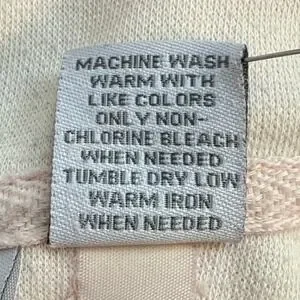 MACHINE WASH
WARM WITH
LIKE COLORS
ONLY NON-
CHLORINE BLEACH
WHEN NEEDED
TUMBLE DRY LOW
WARM IRON
WHEN NEEDED